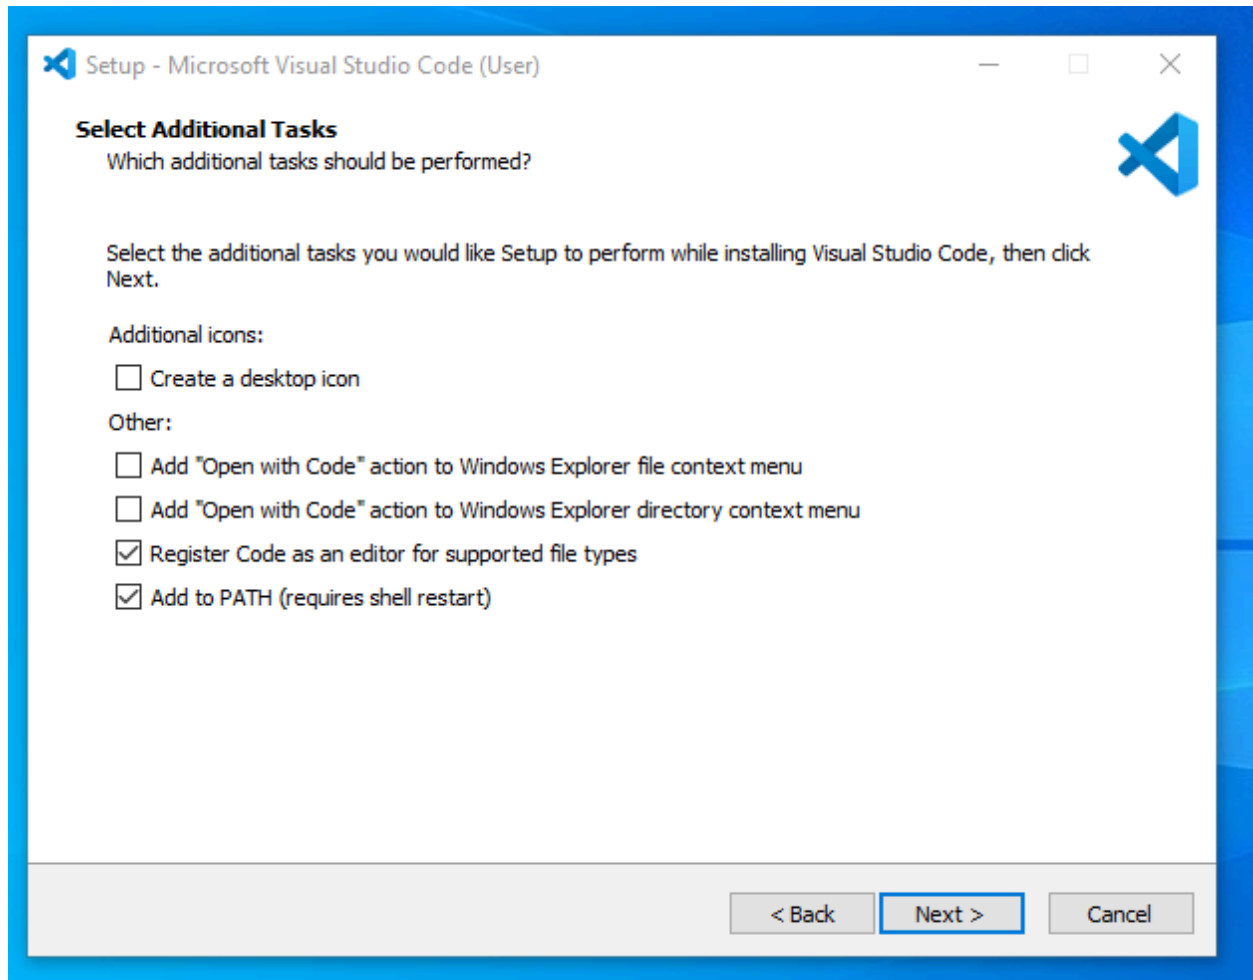 Setup - Microsoft Visual Studio Code (User)
Select Additional Tasks
Which additional tasks should be performed?
Select the additional tasks you would like Setup to perform while installing Visual Studio Code, then click
Next.
Additional icons:
Create a desktop icon
Other:
Add "Open with Code" action to Windows Explorer file context menu
Add "Open with Code" action to Windows Explorer directory context menu
Register Code as an editor for supported file types
Add to PATH (requires shell restart)
< Back Next > Cancel